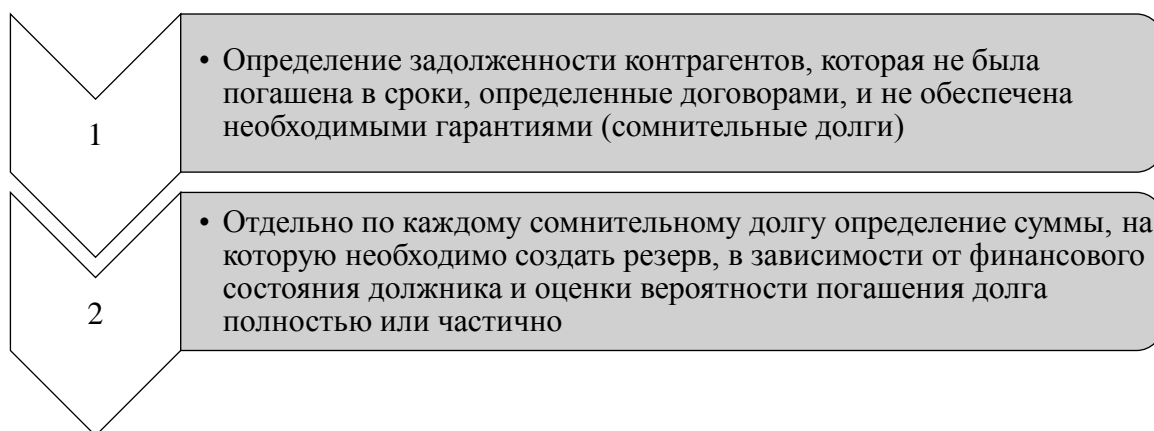 1
• Определение задолженности контрагентов, которая не была
погашена в сроки, определенные договорами, и не обеспечена
необходимыми гарантиями (сомнительные долги)
2
• Отдельно по каждому сомнительному долгу определение суммы, на
которую необходимо создать резерв, в зависимости от финансового
состояния должника и оценки вероятности погашения долга
полностью или частично